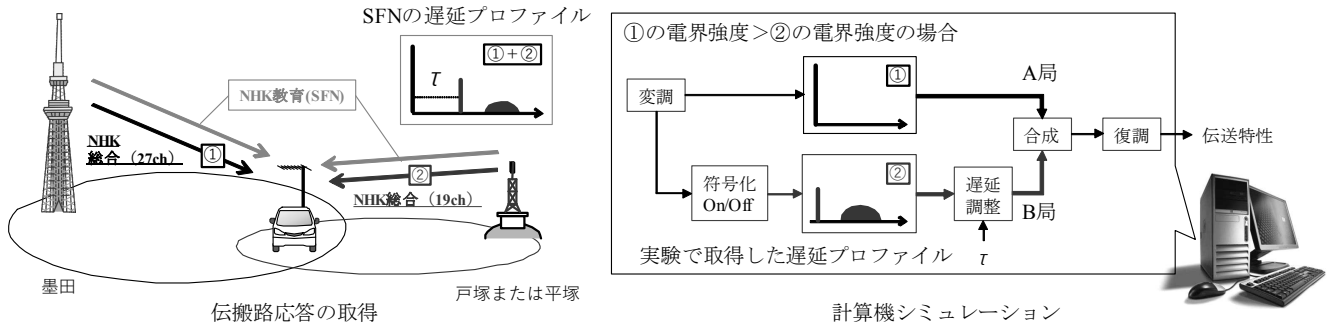 SFNの遅延プロファイル
①+②
τ
NHK教育(SFN)
NHK
総合（27ch）
①
②
NHK総合（19ch）
墨田
戸塚または平塚
伝搬路応答の取得
①の電界強度＞②の電界強度の場合
変調
①
A局
合成
復調
伝送特性
符号化
On/Off
②
遅延
調整
B局
実験で取得した遅延プロファイル
τ
計算機シミュレーション